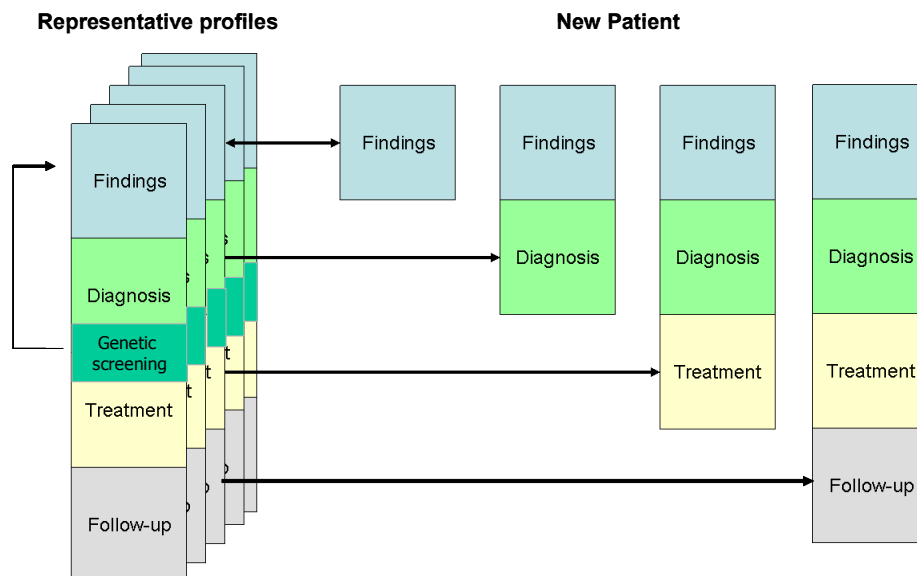 Representative profiles
New Patient
Findings
Diagnosis
Genetic
screening
Treatment
Follow-up
Findings
Findings
Diagnosis
Findings
Diagnosis
Treatment
Findings
Diagnosis
Treatment
Follow-up